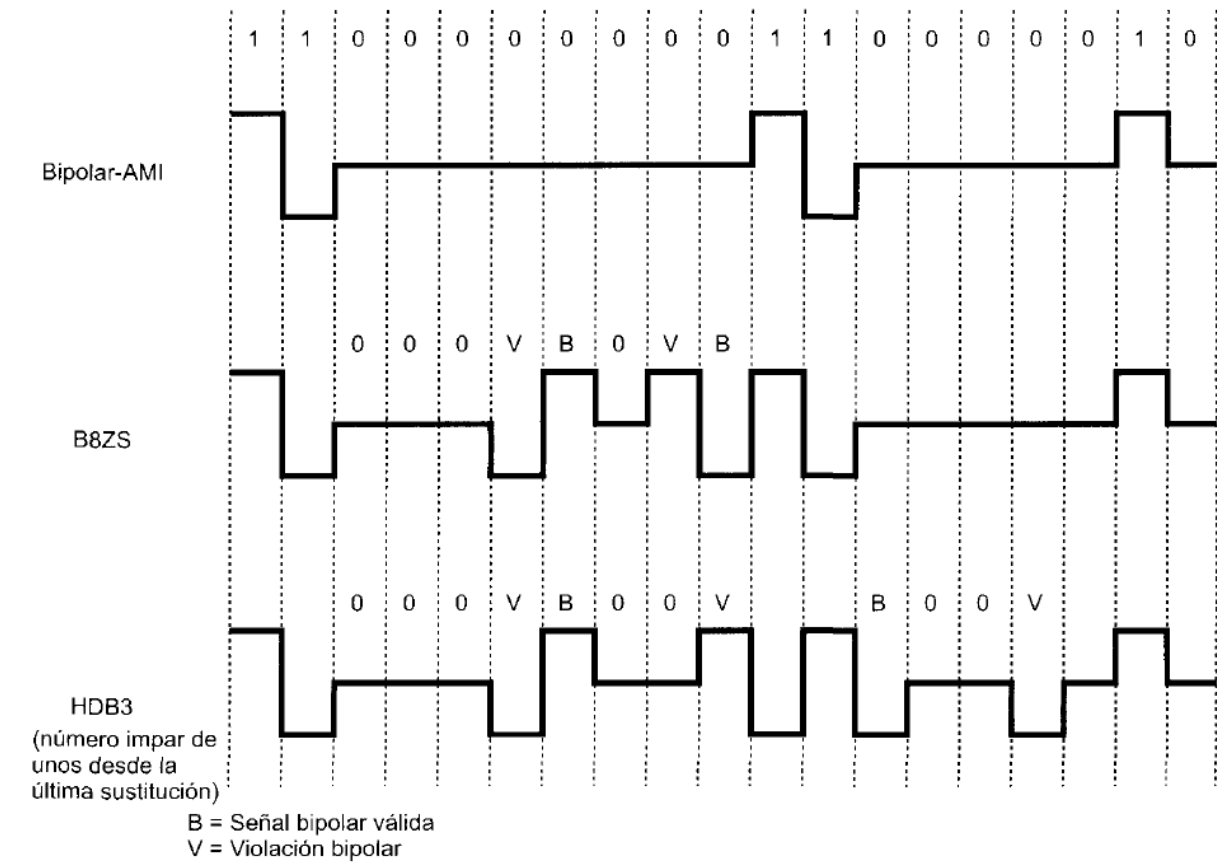 1 1 0 0 0 0 0 0 0 0 1 1 0 0 0 0 0 1 0
Bipolar-AMI
0 0 0 V B 0 V B
B8ZS
0 0 0 V B 0 0 V B 0 0 V
HDB3
(número impar de
unos desde la
última sustitución)
B = Señal bipolar válida
V = Violación bipolar